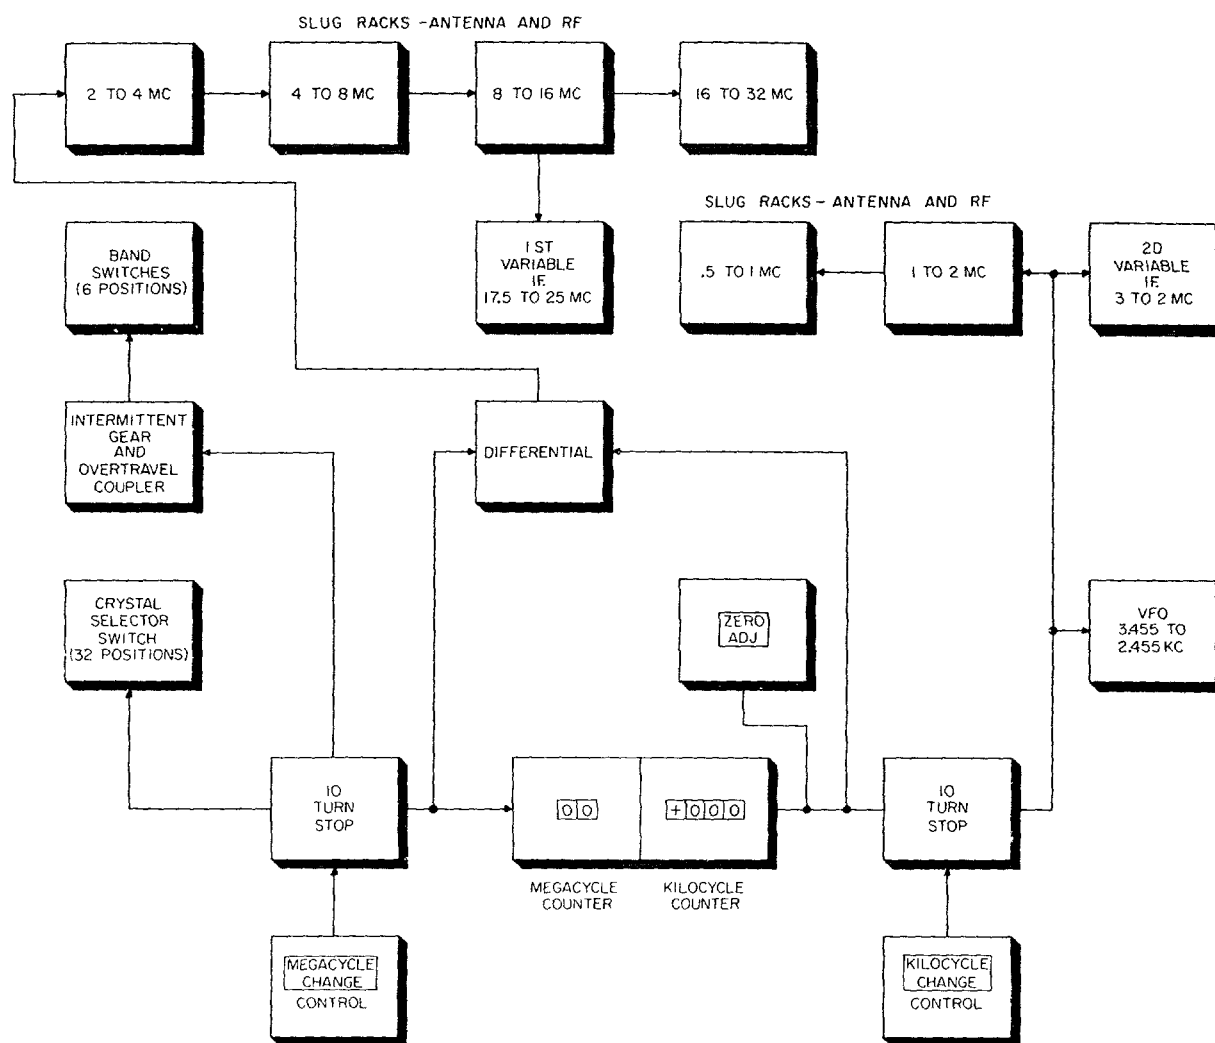 SLUG RACKS - ANTENNA AND RF
2 TO 4 MC
4 TO 8 MC
8 TO 16 MC
16 TO 32 MC
SLUG RACKS - ANTENNA AND RF
BAND
SWITCHES
(6 POSITIONS)
1 ST
VARIABLE
IF.
17.5 TO 25 MC
.5 TO 1 MC
1 TO 2 MC
2D
VARIABLE
IF.
3 TO 2 MC
INTERMITTENT
GEAR
AND
OVERTRAVEL
COUPLER
DIFFERENTIAL
CRYSTAL
SELECTOR
SWITCH
(32 POSITIONS)
ZERO
ADJ
VFO
3.455 TO
2.455 KC
10
TURN
STOP
00
+000
10
TURN
STOP
MEGACYCLE
COUNTER
KILOCYCLE
COUNTER
MEGACYCLE
CHANGE
CONTROL
KILOCYCLE
CHANGE
CONTROL